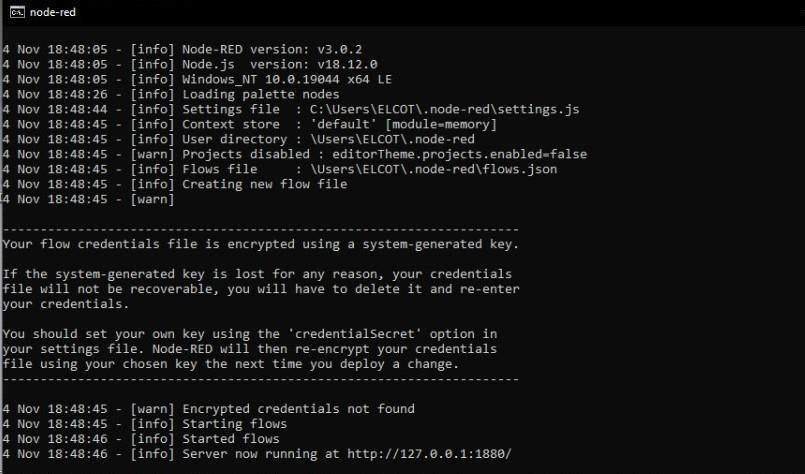 node-red
4 Nov 18:48:05 - [info] Node-RED version: v3.0.2
4 Nov 18:48:05 - [info] Node.js  version: v18.12.0
4 Nov 18:48:05 - [info] Windows_NT 10.0.19044 x64 LE
4 Nov 18:48:26 - [info] Loading palette nodes
4 Nov 18:48:44 - [info] Settings file  : C:\Users\ELCOT\.node-red\settings.js
4 Nov 18:48:45 - [info] Context store  : 'default' [module=memory]
4 Nov 18:48:45 - [info] User directory : \Users\ELCOT\.node-red
4 Nov 18:48:45 - [warn] Projects disabled : editorTheme.projects.enabled=false
4 Nov 18:48:45 - [info] Flows file     : \Users\ELCOT\.node-red\flows.json
4 Nov 18:48:45 - [info] Creating new flow file
4 Nov 18:48:45 - [warn]
---------------------------------------------------------------------
Your flow credentials file is encrypted using a system-generated key.
If the system-generated key is lost for any reason, your credentials
file will not be recoverable, you will have to delete it and re-enter
your credentials.
You should set your own key using the 'credentialSecret' option in
your settings file. Node-RED will then re-encrypt your credentials
file using your chosen key the next time you deploy a change.
---------------------------------------------------------------------
4 Nov 18:48:45 - [warn] Encrypted credentials not found
4 Nov 18:48:45 - [info] Starting flows
4 Nov 18:48:46 - [info] Started flows
4 Nov 18:48:46 - [info] Server now running at http://127.0.0.1:1880/